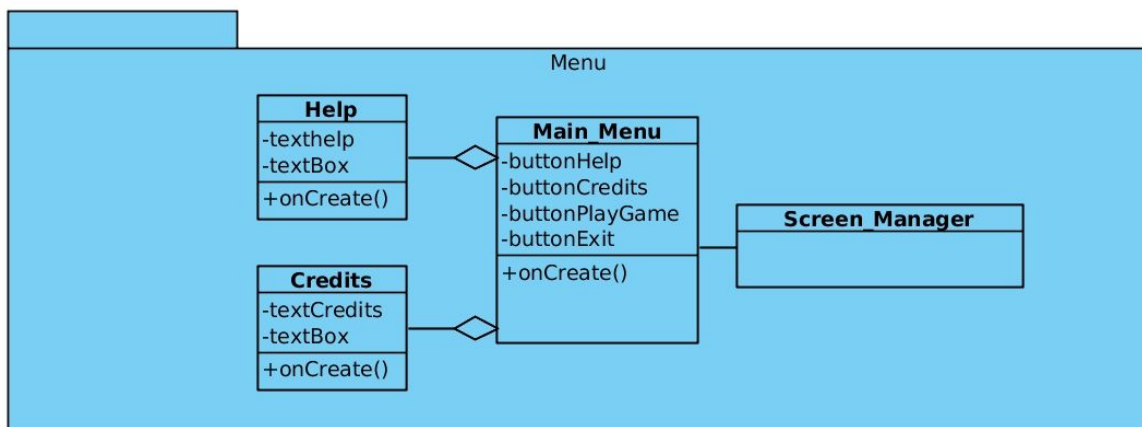 Menu
Help
-texthelp
-textBox
+onCreate()
Main_Menu
-buttonHelp
-buttonCredits
-buttonPlayGame
-buttonExit
+onCreate()
Screen_Manager
Credits
-textCredits
-textBox
+onCreate()